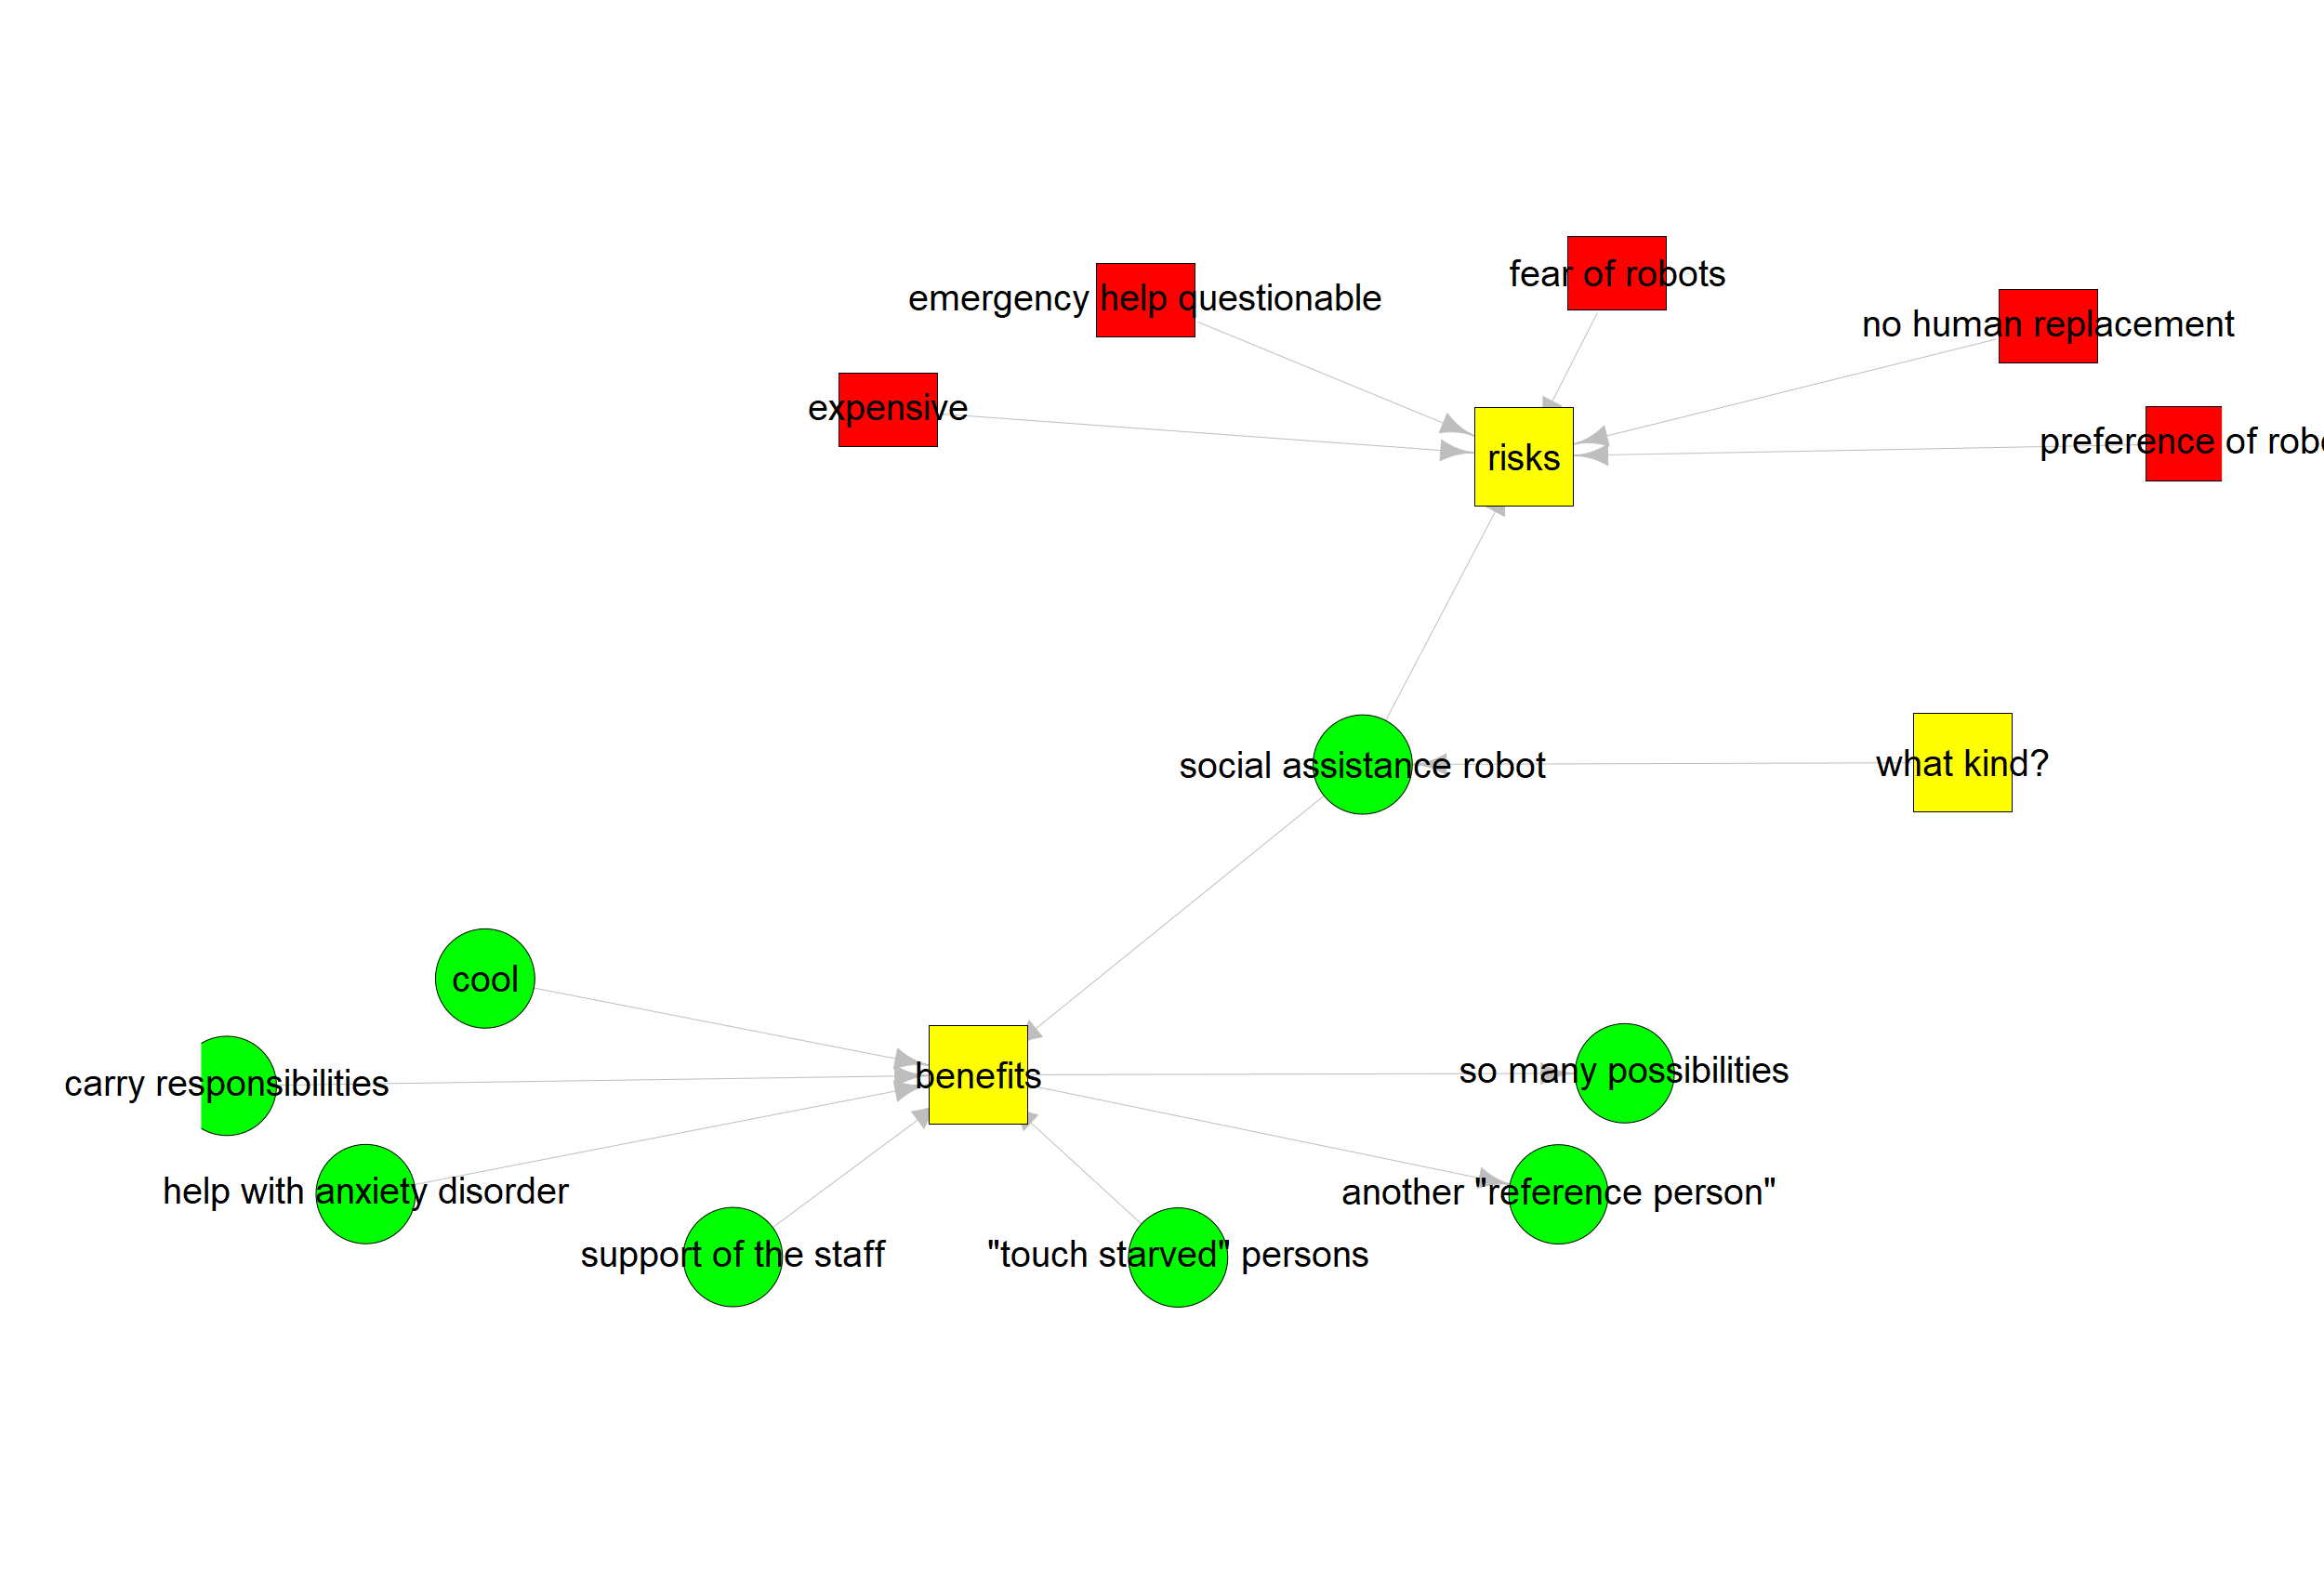 fear of robots
emergency help questionable
no human replacement
expensive
preference of
risks
social assistance robot
what kind?
cool
benefits
so many possibilities
carry responsibilities
help with anxiety disorder
another "reference person"
support of the staff
"touch starved" persons